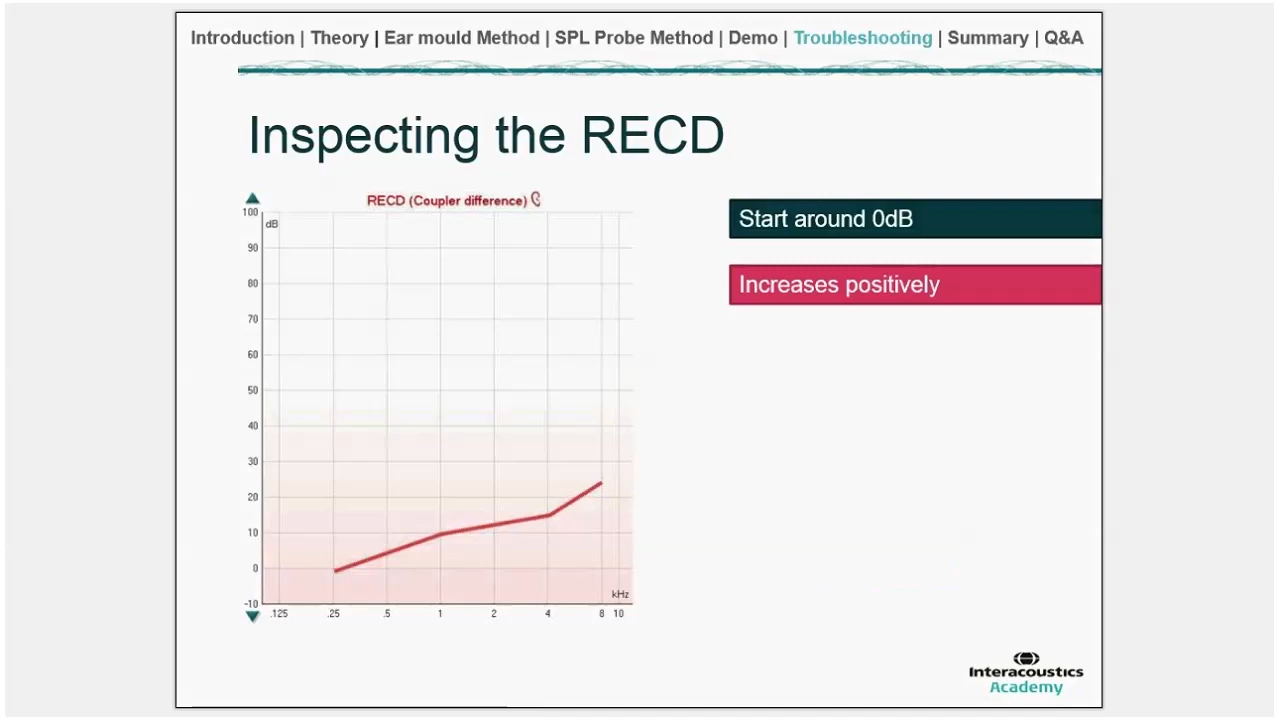 Introduction | Theory | Ear mould Method | SPL Probe Method | Demo | Troubleshooting | Summary | Q&A
Inspecting the RECD
RECD (Coupler difference)
100
dB
90
80
70
60
50
40
30
20
10
0
-10
kHz
.125 .25 .5 1 2 4 8 10
Start around 0dB
Increases positively
Interacoustics
Academy